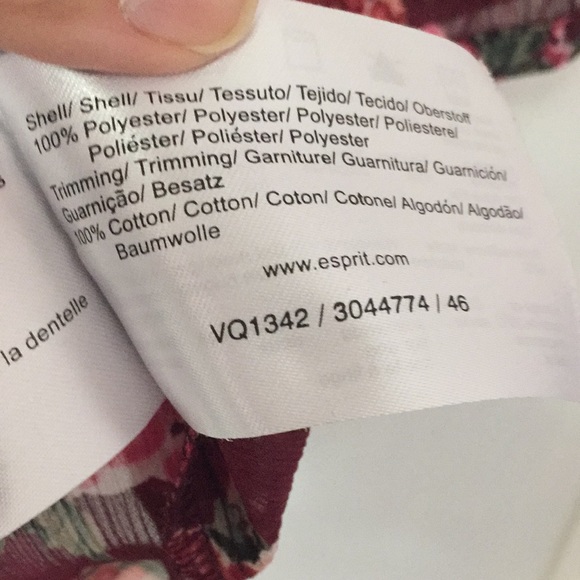 Shell/ Shell/ Tissu/ Tessuto/ Tejido/ Tecido/ Oberstoff
100% Polyester/ Polyester/ Polyester/ Poliestere/
Poliéster/ Poliéster/ Polyester
Trimming/ Trimming/ Garniture/ Guarnitura/ Guarnición/
Guarnição/ Besatz
100% Cotton/ Cotton/ Coton/ Cotone/ Algodón/ Algodão/
Baumwolle
www.esprit.com
VQ1342 / 3044774 | 46
la dentelle